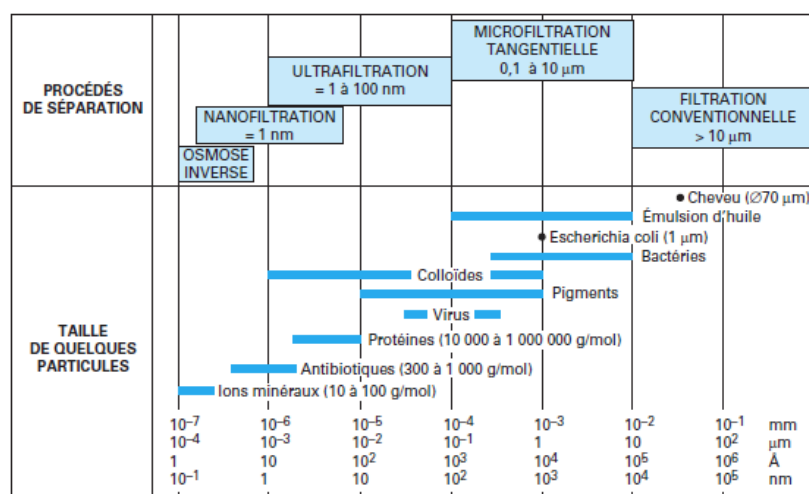 PROCÉDÉS
DE SÉPARATION
MICROFILTRATION
TANGENTIELLE
0,1 à 10 μm
ULTRAFILTRATION
= 1 à 100 nm
FILTRATION
CONVENTIONNELLE
> 10 μm
NANOFILTRATION
= 1 nm
OSMOSE
INVERSE
TAILLE
DE QUELQUES
PARTICULES
Cheveu (Ø70 μm)
Émulsion d’huile
Escherichia coli (1 μm)
Bactéries
Colloïdes
Pigments
Virus
Protéines (10 000 à 1 000 000 g/mol)
Antibiotiques (300 à 1 000 g/mol)
Ions minéraux (10 à 100 g/mol)
10⁻⁷ 10⁻⁶ 10⁻⁵ 10⁻⁴ 10⁻³ 10⁻² 10⁻¹ mm
10⁻⁴ 10⁻³ 10⁻² 10⁻¹ 1 10 10² μm
1 10 10² 10³ 10⁴ 10⁵ 10⁶ Å
10⁻¹ 1 10 10² 10³ 10⁴ 10⁵ nm